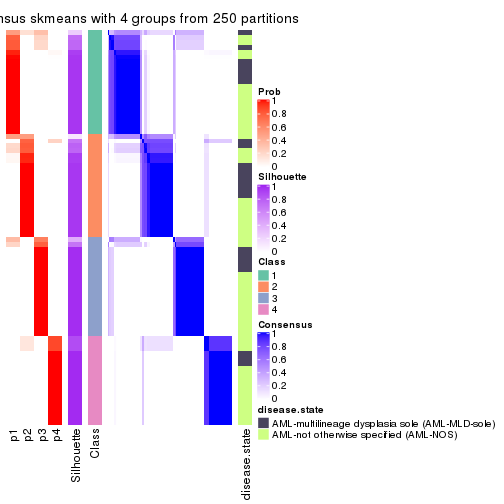 nsus skmeans with 4 groups from 250 partitions
Prob
1
0.8
0.6
0.4
0.2
0
Silhouette
1
0.8
0.6
0.4
0.2
0
Class
1
2
3
4
Consensus
1
0.8
0.6
0.4
0.2
0
disease.state
AML-multilineage dysplasia sole (AML-MLD-sole)
AML-not otherwise specified (AML-NOS)
p1
p2
p3
p4
Silhouette
Class
disease.state